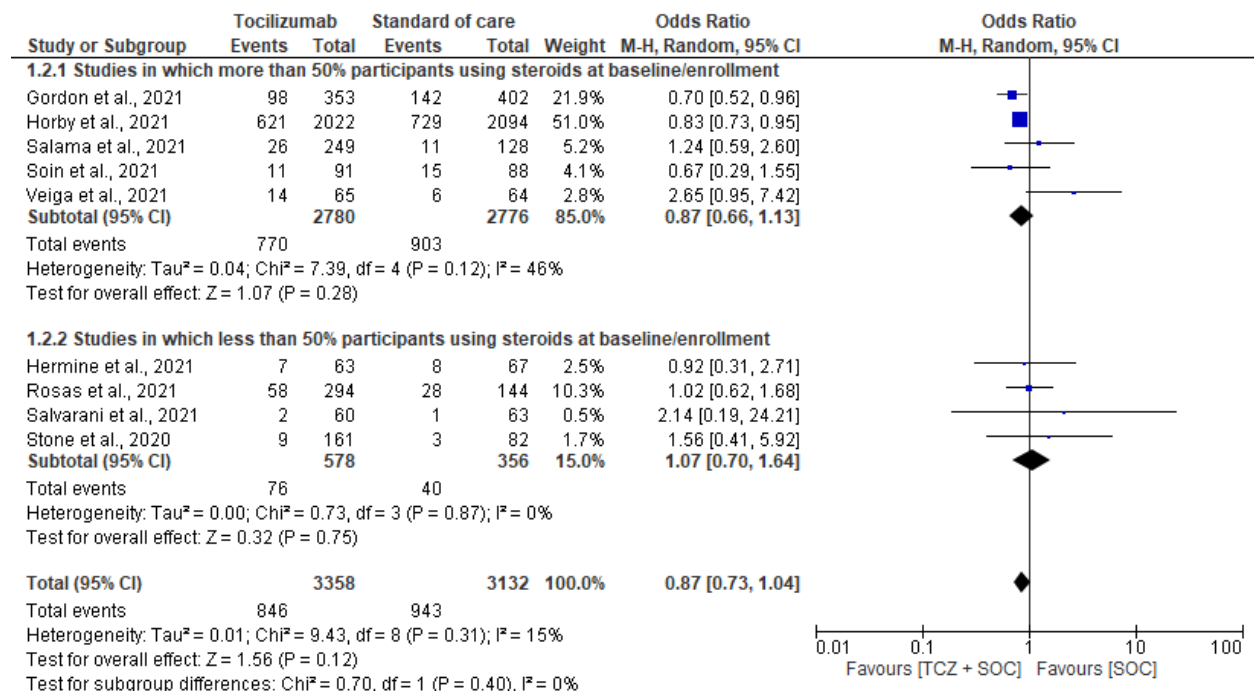 Tocilizumab Standard of care Odds Ratio Odds Ratio
Study or Subgroup Events Total Events Total Weight M-H, Random, 95% CI M-H, Random, 95% CI
1.2.1 Studies in which more than 50% participants using steroids at baseline/enrollment
Gordon et al., 2021 98 353 142 402 21.9% 0.70 [0.52, 0.96]
Horby et al., 2021 621 2022 729 2094 51.0% 0.83 [0.73, 0.95]
Salama et al., 2021 26 249 11 128 5.2% 1.24 [0.59, 2.60]
Soin et al., 2021 11 91 15 88 4.1% 0.67 [0.29, 1.55]
Veiga et al., 2021 14 65 6 64 2.8% 2.65 [0.95, 7.42]
Subtotal (95% CI) 2780 2776 85.0% 0.87 [0.66, 1.13]
Total events 770 903
Heterogeneity: Tau² = 0.04; Chi² = 7.39, df = 4 (P = 0.12); I² = 46%
Test for overall effect: Z = 1.07 (P = 0.28)
1.2.2 Studies in which less than 50% participants using steroids at baseline/enrollment
Hermine et al., 2021 7 63 8 67 2.5% 0.92 [0.31, 2.71]
Rosas et al., 2021 58 294 28 144 10.3% 1.02 [0.62, 1.68]
Salvarani et al., 2021 2 60 1 63 0.5% 2.14 [0.19, 24.21]
Stone et al., 2020 9 161 3 82 1.7% 1.56 [0.41, 5.92]
Subtotal (95% CI) 578 356 15.0% 1.07 [0.70, 1.64]
Total events 76 40
Heterogeneity: Tau² = 0.00; Chi² = 0.73, df = 3 (P = 0.87); I² = 0%
Test for overall effect: Z = 0.32 (P = 0.75)
Total (95% CI) 3358 3132 100.0% 0.87 [0.73, 1.04]
Total events 846 943
Heterogeneity: Tau² = 0.01; Chi² = 9.43, df = 8 (P = 0.31); I² = 15%
Test for overall effect: Z = 1.56 (P = 0.12)
Test for subgroup differences: Chi² = 0.70, df = 1 (P = 0.40), I² = 0%
0.01 0.1 1 10 100
Favours [TCZ + SOC] Favours [SOC]